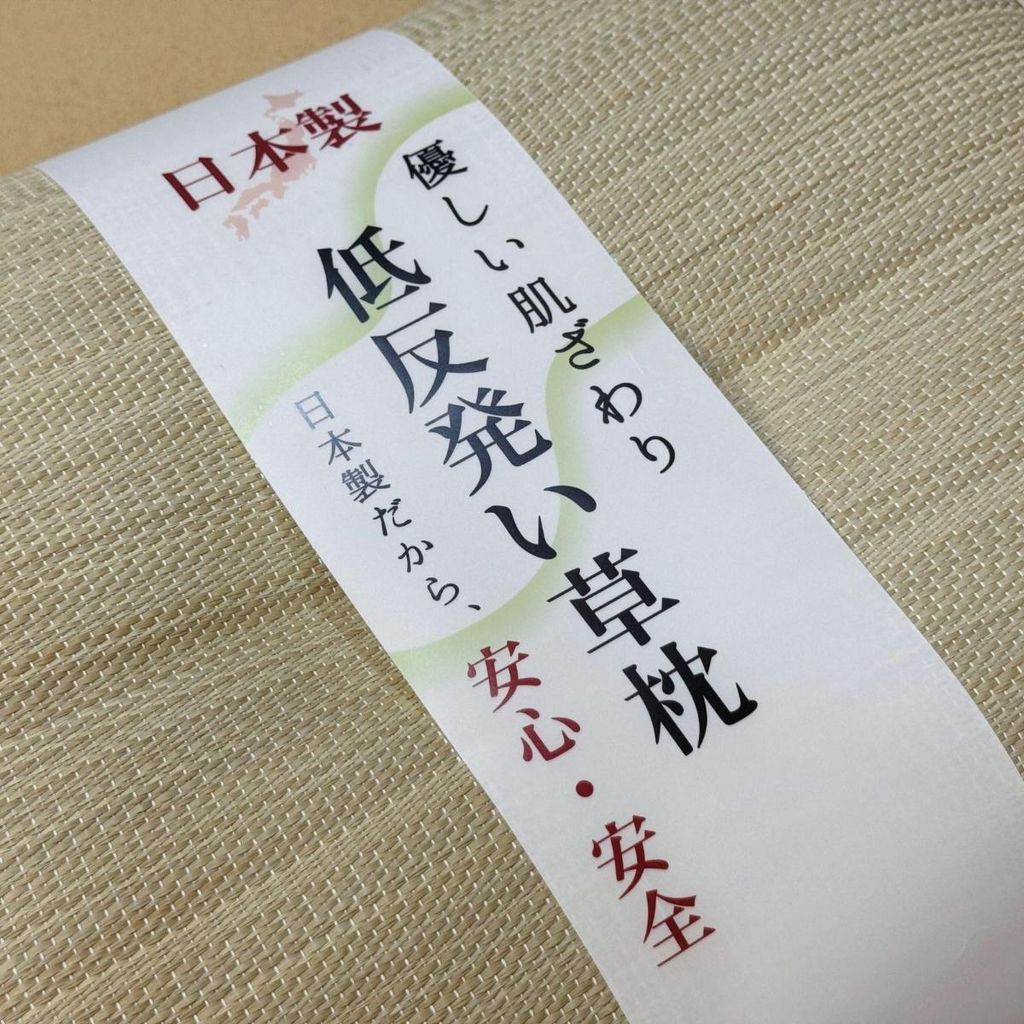 日本製
優しい肌ざわり
低反発い草枕
日本製だから、
安心・安全